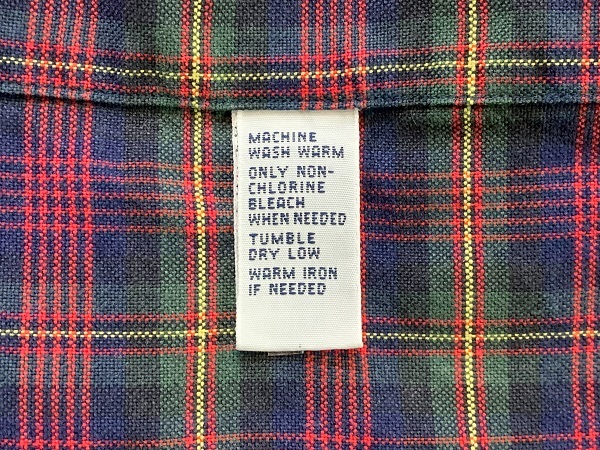 MACHINE
WASH WARM
ONLY NON-
CHLORINE
BLEACH
WHEN NEEDED
TUMBLE
DRY LOW
WARM IRON
IF NEEDED